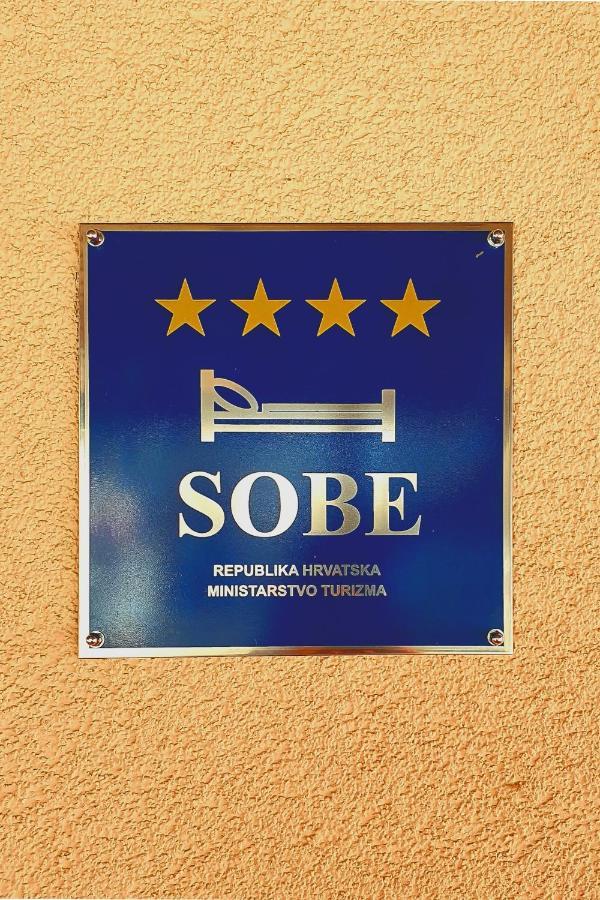 SOBE
REPUBLIKA HRVATSKA
MINISTARSTVO TURIZMA